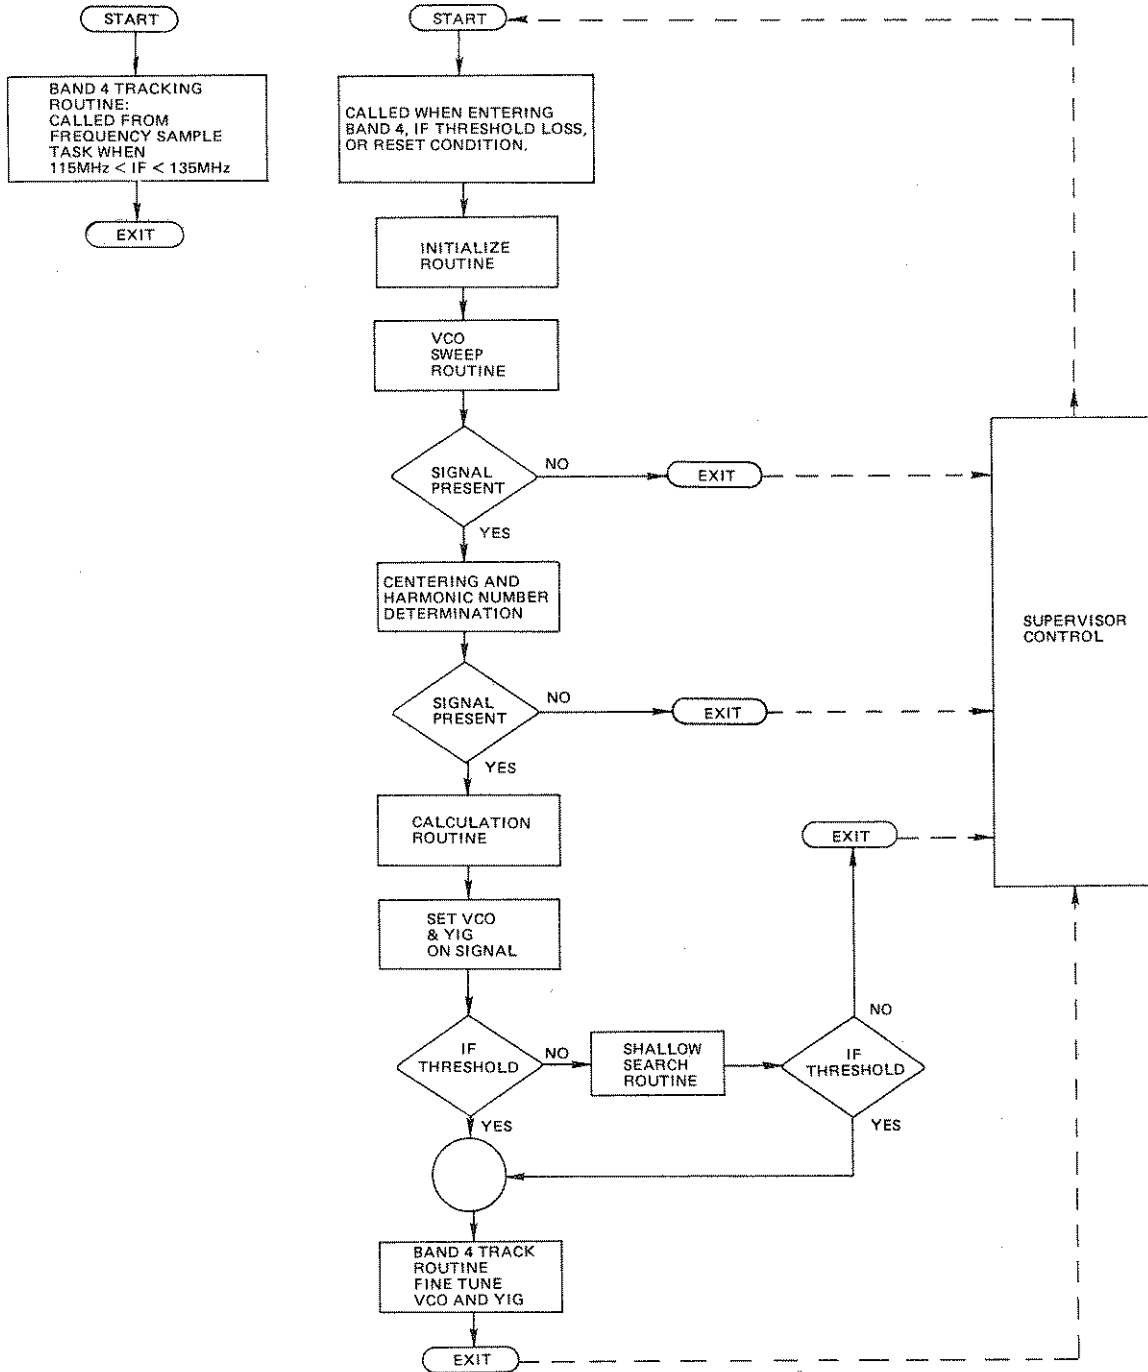 START
BAND 4 TRACKING
ROUTINE:
CALLED FROM
FREQUENCY SAMPLE
TASK WHEN
115MHz < IF < 135MHz
EXIT
START
CALLED WHEN ENTERING
BAND 4, IF THRESHOLD LOSS,
OR RESET CONDITION.
INITIALIZE
ROUTINE
VCO
SWEEP
ROUTINE
SIGNAL
PRESENT
NO
EXIT
YES
CENTERING AND
HARMONIC NUMBER
DETERMINATION
SIGNAL
PRESENT
NO
EXIT
YES
CALCULATION
ROUTINE
SET VCO
& YIG
ON SIGNAL
IF
THRESHOLD
NO
SHALLOW
SEARCH
ROUTINE
IF
THRESHOLD
NO
EXIT
YES
YES
BAND 4 TRACK
ROUTINE
FINE TUNE
VCO AND YIG
EXIT
SUPERVISOR
CONTROL